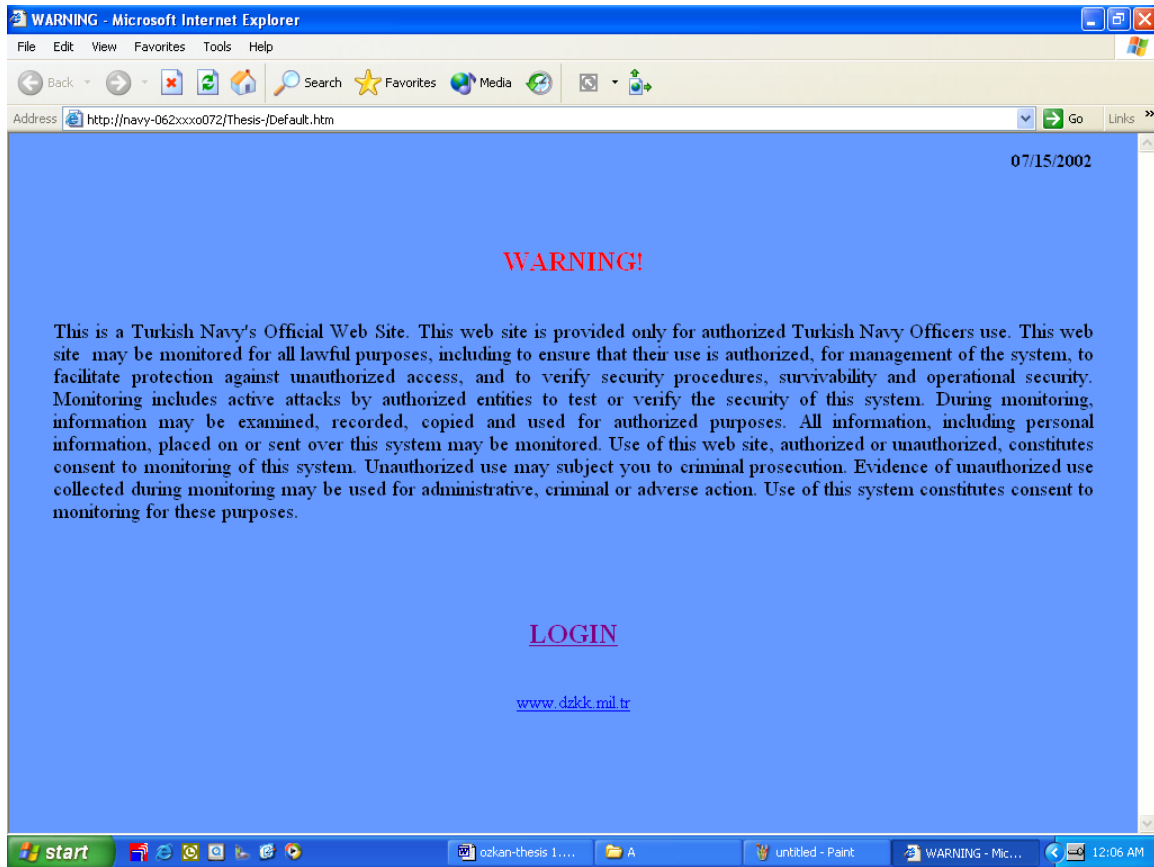 WARNING - Microsoft Internet Explorer
File Edit View Favorites Tools Help
Back Search Favorites Media
Address http://navy-062xxxo072/Thesis-/Default.htm Go Links »
07/15/2002
WARNING!
This is a Turkish Navy's Official Web Site. This web site is provided only for authorized Turkish Navy Officers use. This web
site may be monitored for all lawful purposes, including to ensure that their use is authorized, for management of the system, to
facilitate protection against unauthorized access, and to verify security procedures, survivability and operational security.
Monitoring includes active attacks by authorized entities to test or verify the security of this system. During monitoring,
information may be examined, recorded, copied and used for authorized purposes. All information, including personal
information, placed on or sent over this system may be monitored. Use of this web site, authorized or unauthorized, constitutes
consent to monitoring of this system. Unauthorized use may subject you to criminal prosecution. Evidence of unauthorized use
collected during monitoring may be used for administrative, criminal or adverse action. Use of this system constitutes consent to
monitoring for these purposes.
LOGIN
www.dzkk.mil.tr
start ozkan-thesis 1.... A untitled - Paint WARNING - Mic... 12:06 AM